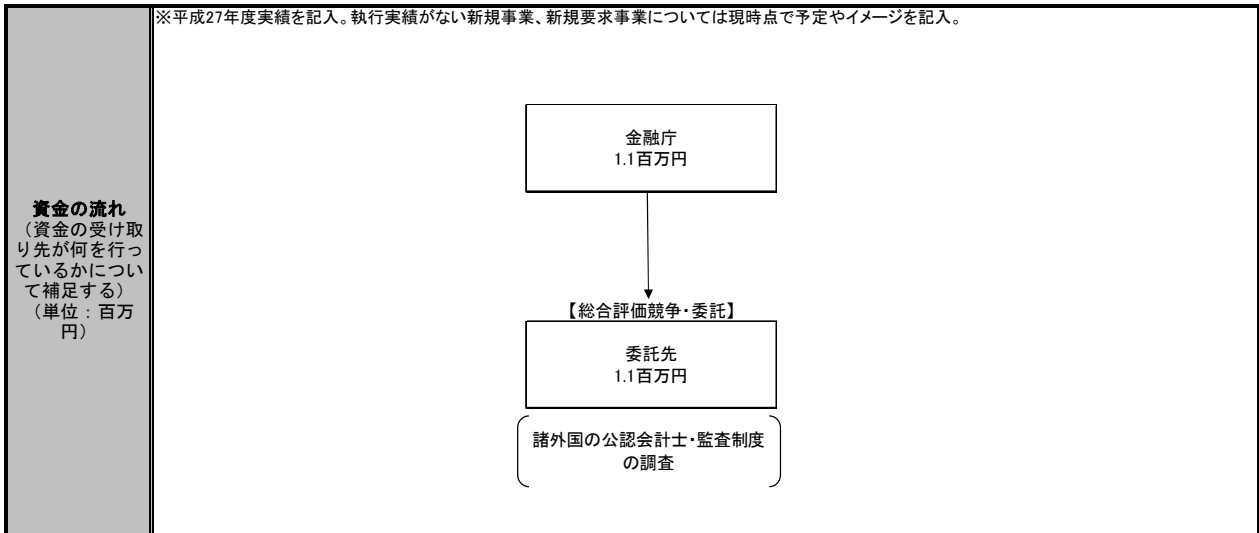 ※平成27年度実績を記入。執行実績がない新規事業、新規要求事業については現時点で予定やイメージを記入。
資金の流れ
（資金の受け取
り先が何を行っ
ているかについ
て補足する）
（単位：百万
円）
金融庁
1.1百万円
【総合評価競争・委託】
委託先
1.1百万円
諸外国の公認会計士・監査制度
の調査